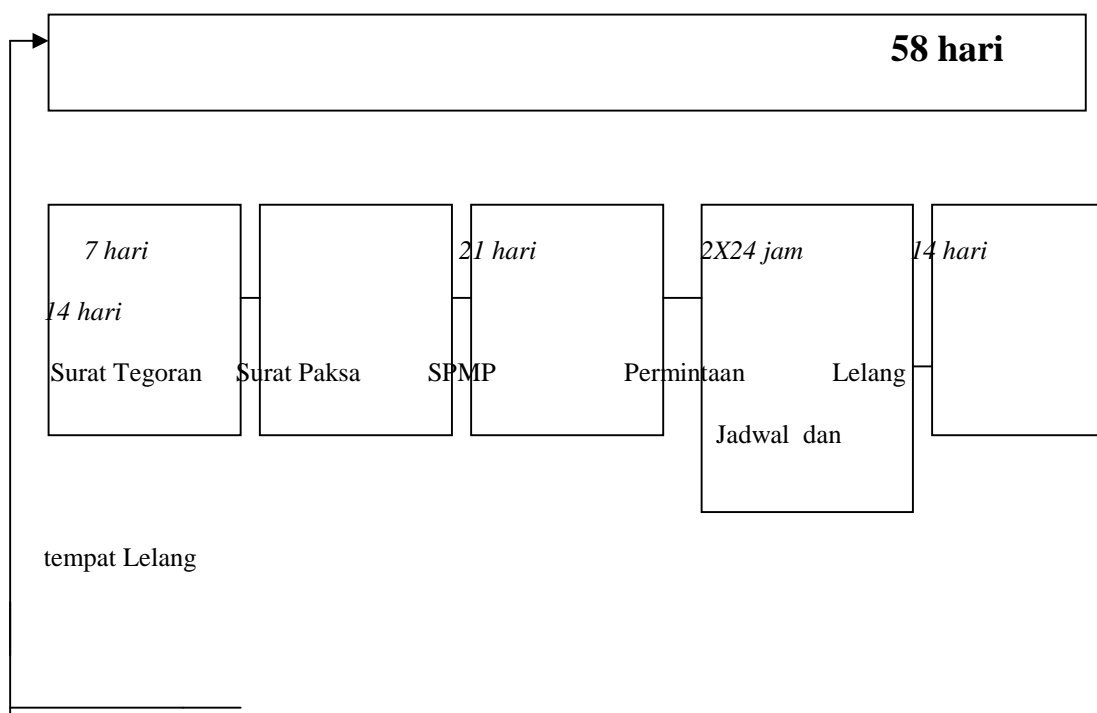 58 hari
7 hari 21 hari 2X24 jam 14 hari
14 hari
Surat Tegoran Surat Paksa SPMP Permintaan Lelang
Jadwal dan
tempat Lelang